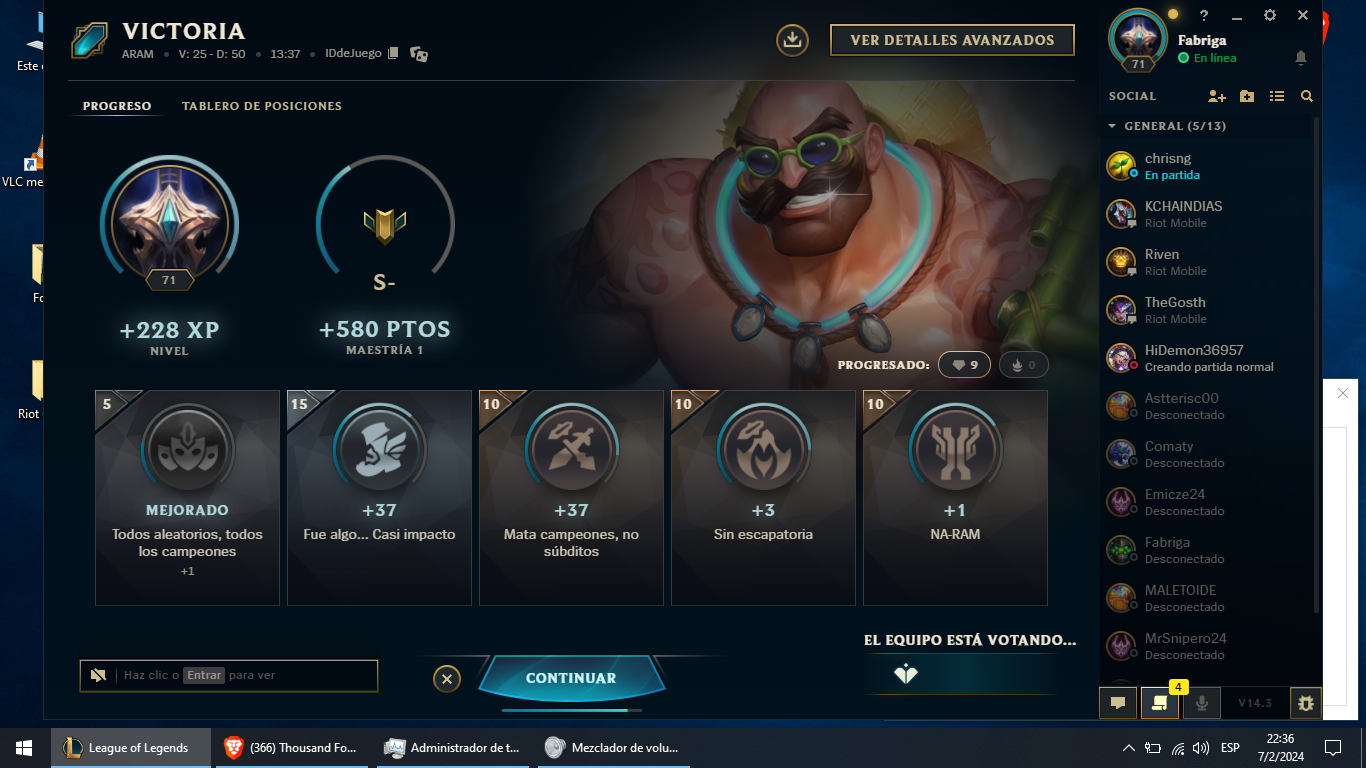 VICTORIA
ARAM • V: 25 - D: 50 • 13:37 • IDdeJuego
VER DETALLES AVANZADOS
PROGRESO
TABLERO DE POSICIONES
71
+228 XP
NIVEL
S-
+580 PTOS
MAESTRÍA 1
PROGRESADO:
9
0
5
MEJORADO
Todos aleatorios, todos
los campeones
+1
15
+37
Fue algo... Casi impacto
10
+37
Mata campeones, no
súbditos
10
+3
Sin escapatoria
10
+1
NA-RAM
EL EQUIPO ESTÁ VOTANDO...
Haz clic o Entrar para ver
CONTINUAR
?
71
Fabriga
En línea
SOCIAL
GENERAL (5/13)
chrisng
En partida
KCHAINDIAS
Riot Mobile
Riven
Riot Mobile
TheGosth
Riot Mobile
HiDemon36957
Creando partida normal
Astterisc00
Desconectado
Comaty
Desconectado
Emicze24
Desconectado
Fabriga
Desconectado
MALETOIDE
Desconectado
MrSnipero24
Desconectado
4
V14.3
Este
VLC me
Fo
Riot
League of Legends
(366) Thousand Fo...
Administrador de t...
Mezclador de volu...
ESP
22:36
7/2/2024